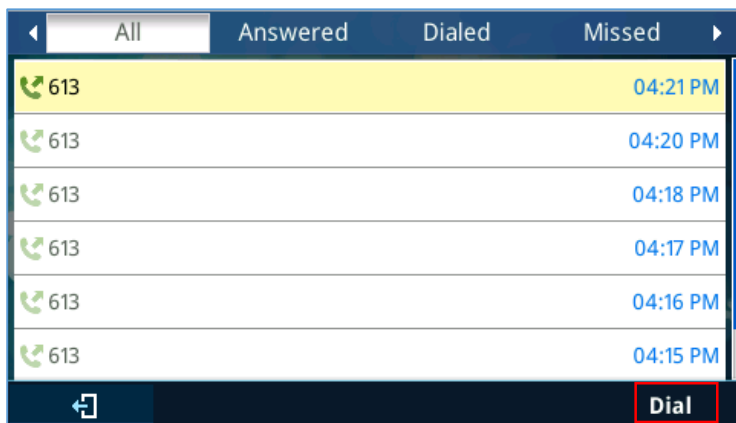 All Answered Dialed Missed
613 04:21 PM
613 04:20 PM
613 04:18 PM
613 04:17 PM
613 04:16 PM
613 04:15 PM
Dial